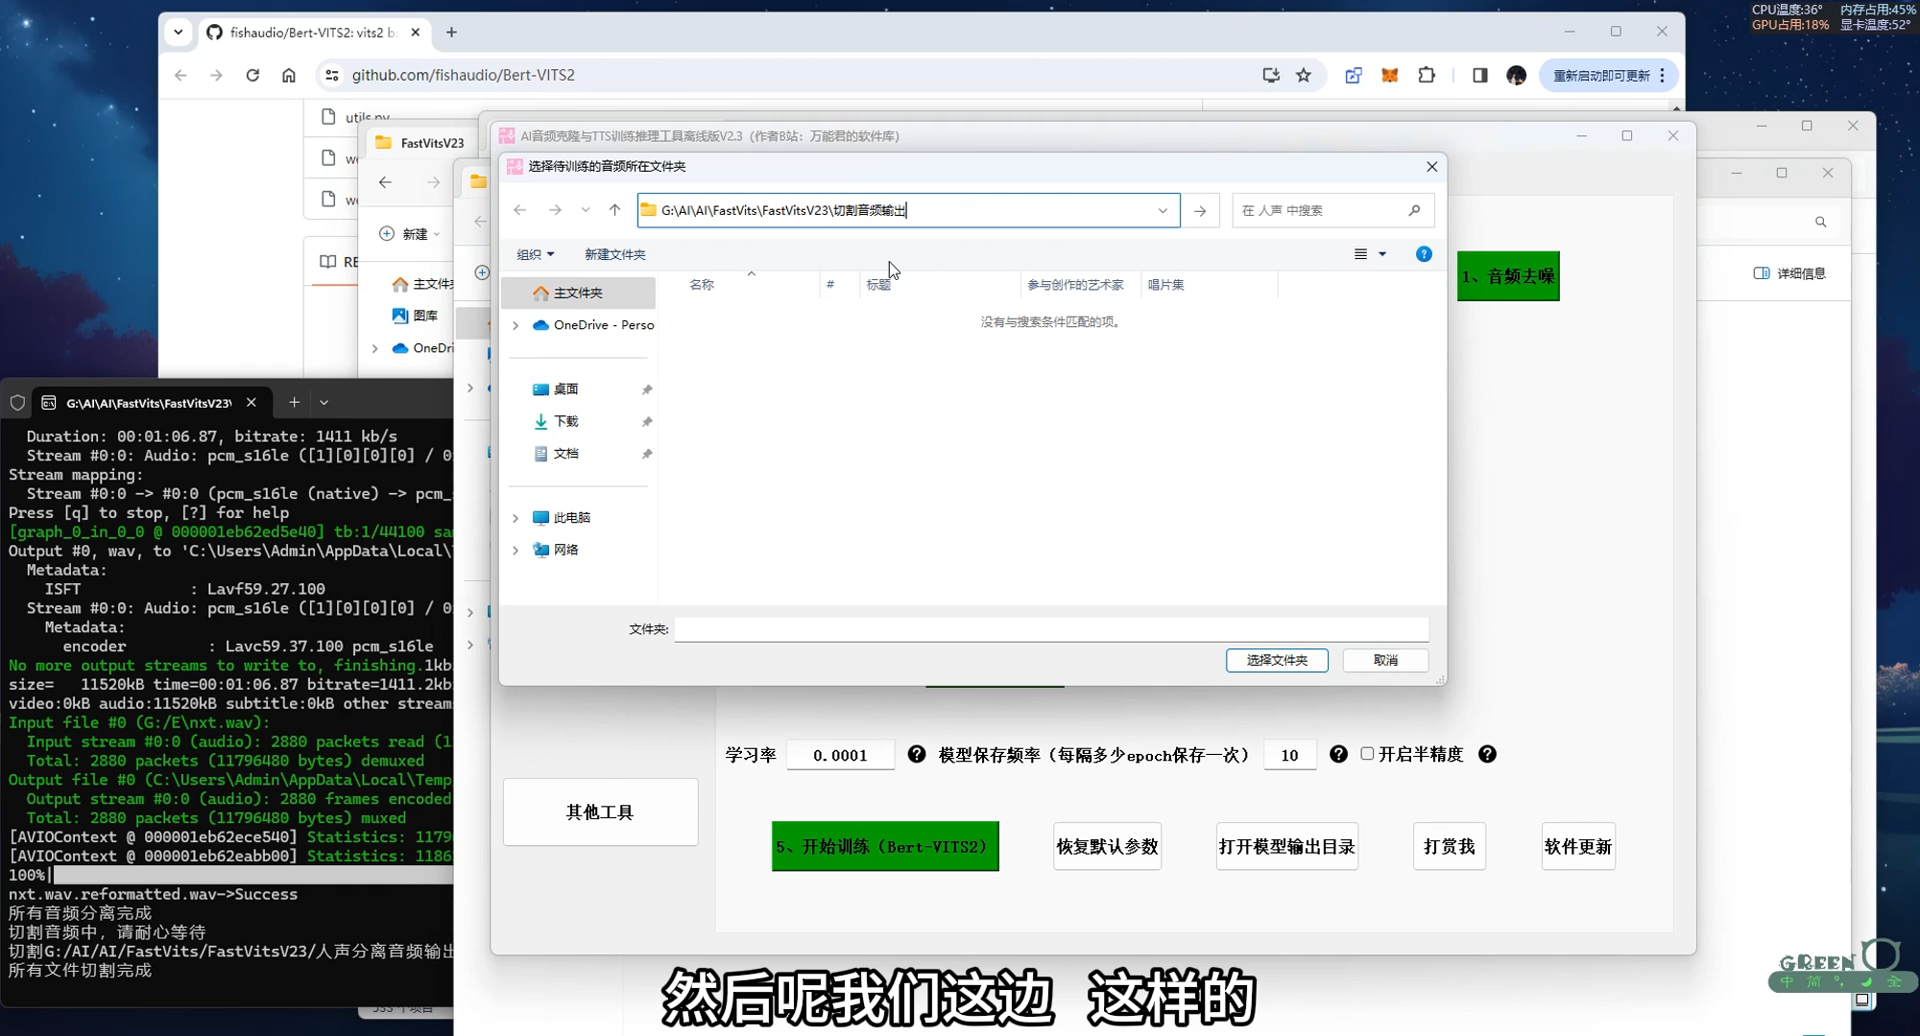 CPU温度:36° 内存占用:45%
GPU占用:18% 显卡温度:52°
fishaudio/Bert-VITS2: vits2 b
github.com/fishaudio/Bert-VITS2
重新启动即可更新
utils.py
FastVitsV23
AI音频克隆与TTS训练推理工具离线版V2.3（作者B站：万能君的软件库）
选择待训练的音频所在文件夹
G:\AI\AI\FastVits\FastVitsV23\切割音频输出
在 人声 中搜索
新建
组织
新建文件夹
RE
主文件夹
图库
OneDri
名称
#
标题
参与创作的艺术家
唱片集
没有与搜索条件匹配的项。
主文件夹
OneDrive - Perso
桌面
下载
文档
此电脑
网络
文件夹:
选择文件夹
取消
1、音频去噪
详细信息
学习率
0.0001
模型保存频率（每隔多少epoch保存一次）
10
开启半精度
其他工具
5、开始训练（Bert-VITS2）
恢复默认参数
打开模型输出目录
打赏我
软件更新
G:\AI\AI\FastVits\FastVitsV23\
Duration: 00:01:06.87, bitrate: 1411 kb/s
Stream #0:0: Audio: pcm_s16le ([1][0][0][0] / 0
Stream mapping:
Stream #0:0 -> #0:0 (pcm_s16le (native) -> pcm_
Press [q] to stop, [?] for help
[graph_0_in_0_0 @ 000001eb62ed5e40] tb:1/44100 sam
Output #0, wav, to 'C:\Users\Admin\AppData\Local\
Metadata:
ISFT : Lavf59.27.100
Stream #0:0: Audio: pcm_s16le ([1][0][0][0] / 0
Metadata:
encoder : Lavc59.37.100 pcm_s16le
No more output streams to write to, finishing.1kb
size= 11520kB time=00:01:06.87 bitrate=1411.2kb
video:0kB audio:11520kB subtitle:0kB other stream
Input file #0 (G:/E\nxt.wav):
Input stream #0:0 (audio): 2880 packets read (1
Total: 2880 packets (11796480 bytes) demuxed
Output file #0 (C:\Users\Admin\AppData\Local\Temp
Output stream #0:0 (audio): 2880 frames encoded
Total: 2880 packets (11796480 bytes) muxed
[AVIOContext @ 000001eb62ece540] Statistics: 1179
[AVIOContext @ 000001eb62eabb00] Statistics: 1186
100%|
nxt.wav.reformatted.wav->Success
所有音频分离完成
切割音频中，请耐心等待
切割G:/AI/AI/FastVits/FastVitsV23/人声分离音频输出
所有文件切割完成
然后呢我们这边 这样的
GREEN
中 简 °, 全